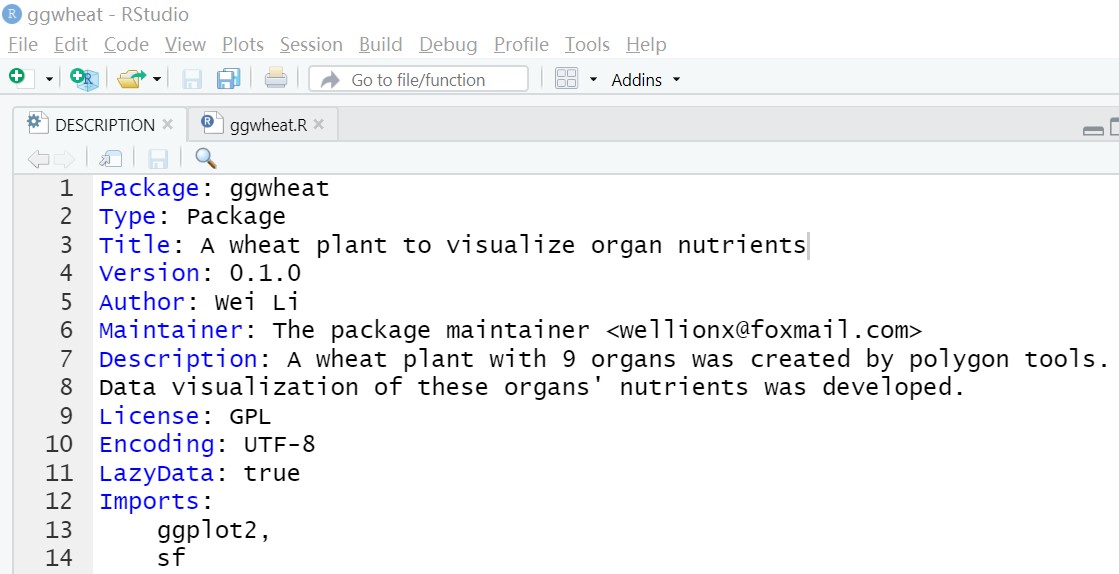 ggwheat - RStudio
File Edit Code View Plots Session Build Debug Profile Tools Help
Go to file/function Addins
DESCRIPTION ggwheat.R
1 Package: ggwheat
2 Type: Package
3 Title: A wheat plant to visualize organ nutrients
4 Version: 0.1.0
5 Author: Wei Li
6 Maintainer: The package maintainer <wellionx@foxmail.com>
7 Description: A wheat plant with 9 organs was created by polygon tools.
8 Data visualization of these organs' nutrients was developed.
9 License: GPL
10 Encoding: UTF-8
11 LazyData: true
12 Imports:
13     ggplot2,
14     sf